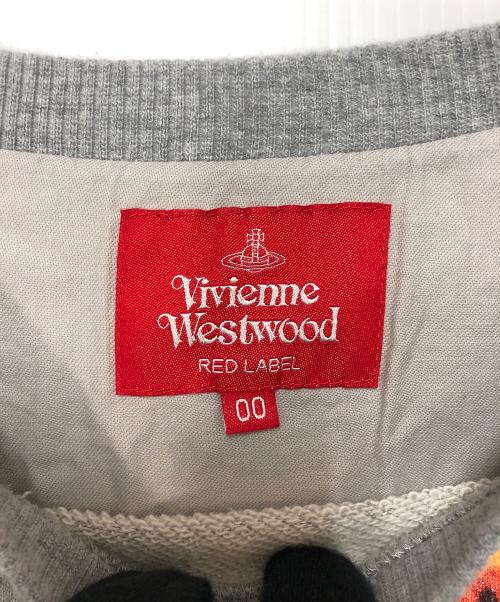 Vivienne
Westwood
RED LABEL
00